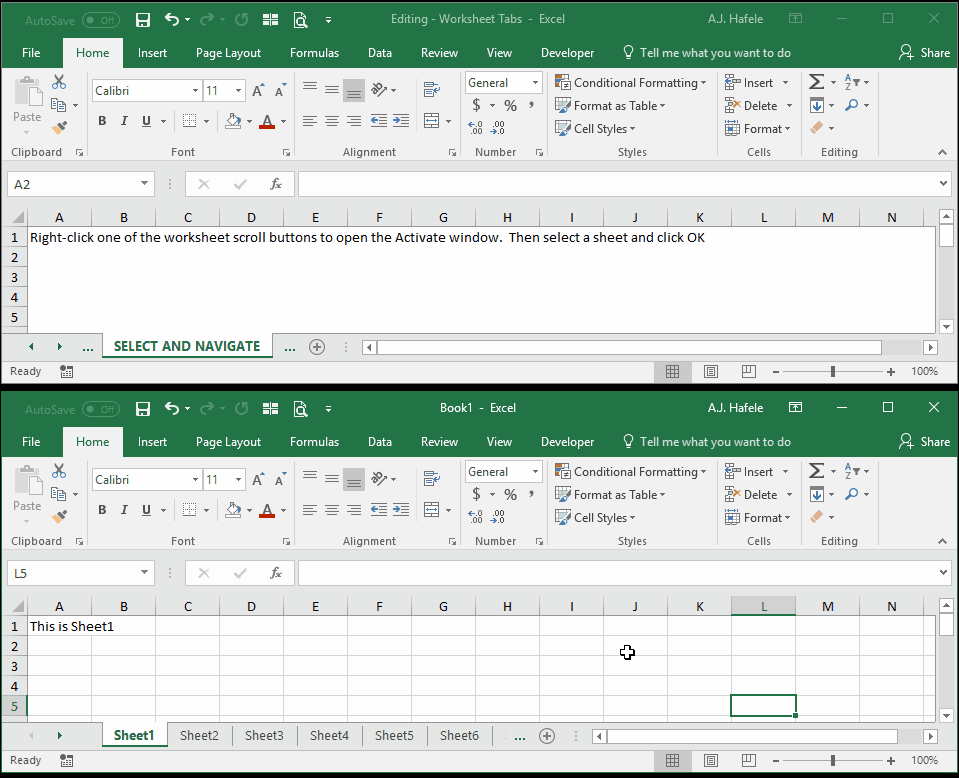 AutoSave Off Editing - Worksheet Tabs - Excel A.J. Hafele
File Home Insert Page Layout Formulas Data Review View Developer Tell me what you want to do Share
Calibri 11 General Conditional Formatting Insert
Paste $ % , Format as Table Delete
B I U A .00 .00 Cell Styles Format
Clipboard Font Alignment Number Styles Cells Editing
A2 fx
A B C D E F G H I J K L M N
1 Right-click one of the worksheet scroll buttons to open the Activate window. Then select a sheet and click OK
2
3
4
5
... SELECT AND NAVIGATE ...
Ready 100%
AutoSave Off Book1 - Excel A.J. Hafele
File Home Insert Page Layout Formulas Data Review View Developer Tell me what you want to do Share
Calibri 11 General Conditional Formatting Insert
Paste $ % , Format as Table Delete
B I U A .00 .00 Cell Styles Format
Clipboard Font Alignment Number Styles Cells Editing
L5 fx
A B C D E F G H I J K L M N
1 This is Sheet1
2
3
4
5
Sheet1 Sheet2 Sheet3 Sheet4 Sheet5 Sheet6 ...
Ready 100%